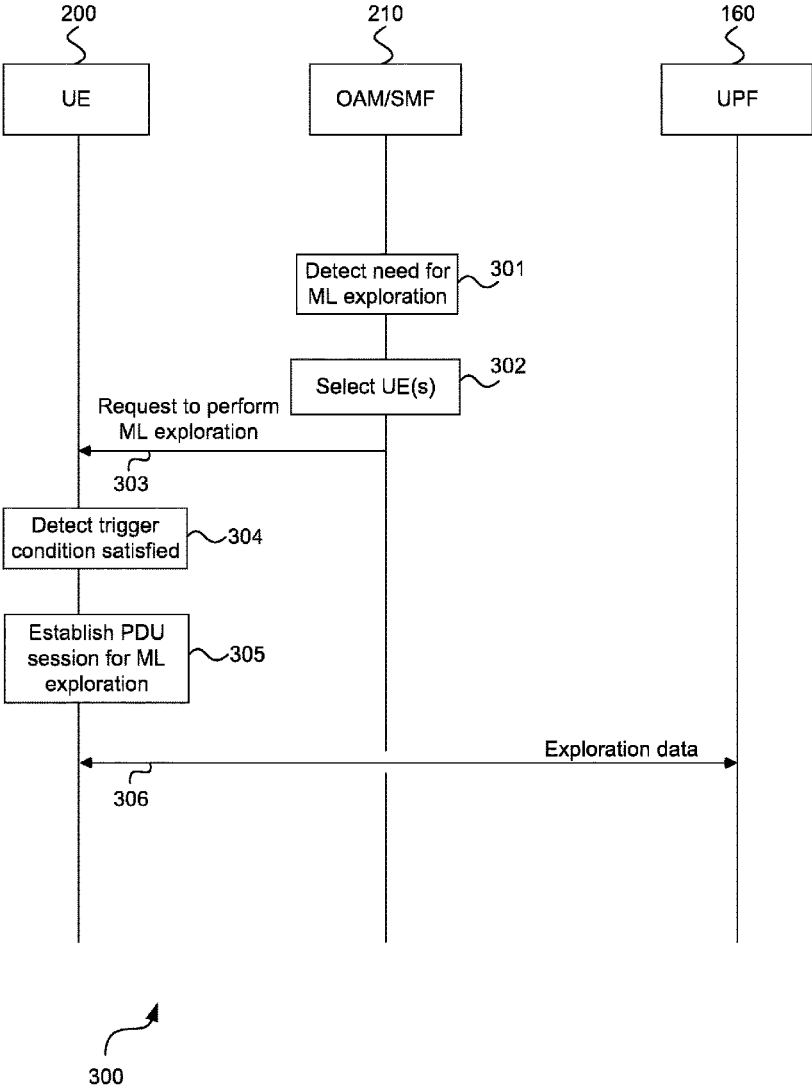 200
210
160
UE
OAM/SMF
UPF
Detect need for
ML exploration
301
Select UE(s)
302
Request to perform
ML exploration
303
Detect trigger
condition satisfied
304
Establish PDU
session for ML
exploration
305
Exploration data
306
300